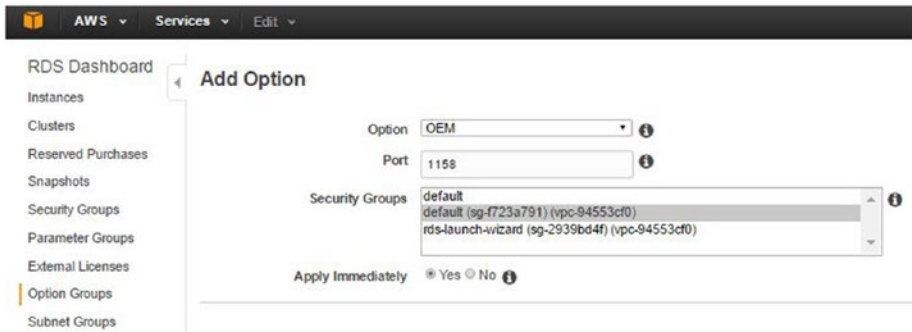 AWS Services Edit
RDS Dashboard
Instances
Clusters
Reserved Purchases
Snapshots
Security Groups
Parameter Groups
External Licenses
Option Groups
Subnet Groups
Add Option
Option OEM
Port 1158
Security Groups default
default (sg-f723a791) (vpc-94553cf0)
rds-launch-wizard (sg-2939bd4f) (vpc-94553cf0)
Apply Immediately Yes No